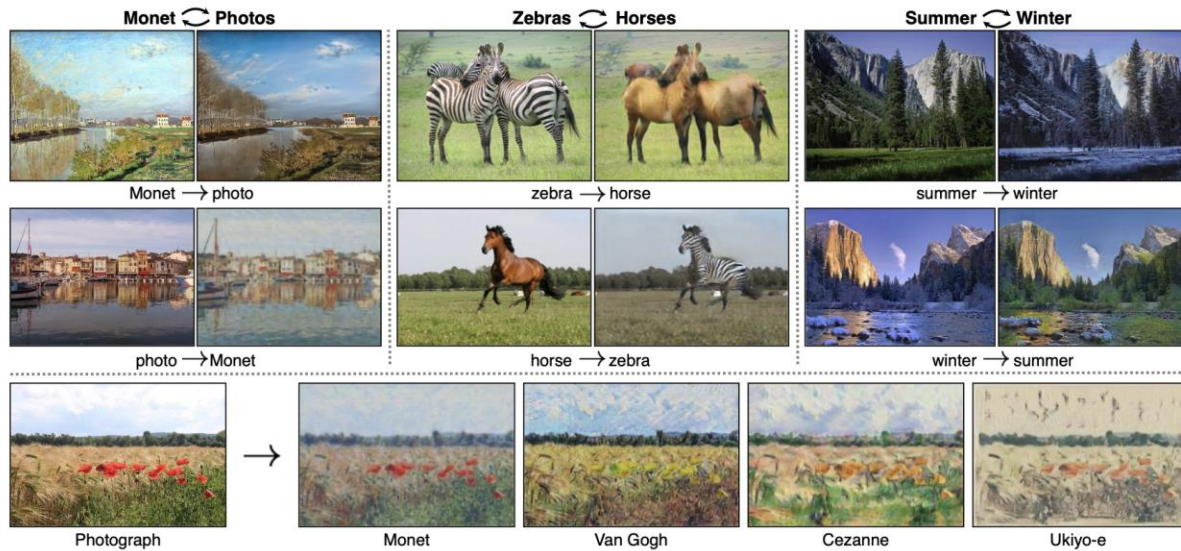 Monet Photos
Zebras Horses
Summer Winter
Monet → photo
zebra → horse
summer → winter
photo → Monet
horse → zebra
winter → summer
Photograph
Monet
Van Gogh
Cezanne
Ukiyo-e